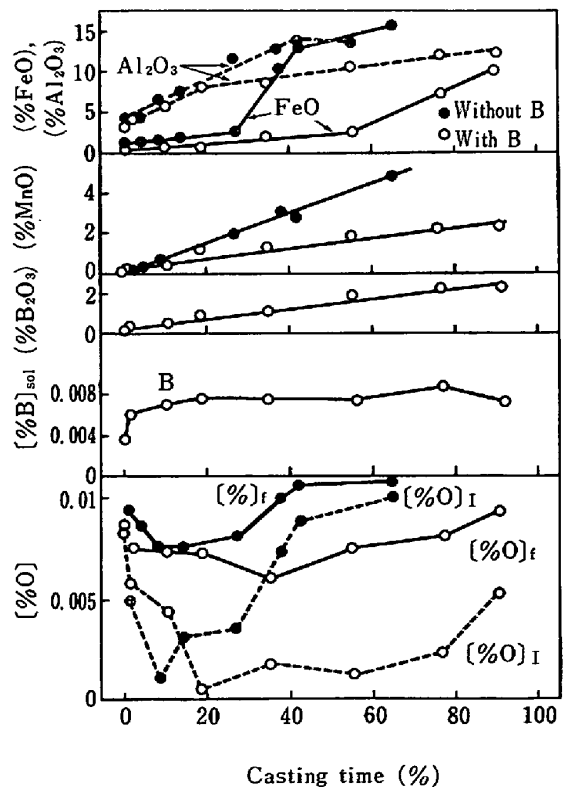 (%FeO),
(%Al₂O₃)
15
10
5
0
Al₂O₃
FeO
Without B
With B
(%MnO)
4
2
0
(%B₂O₃)
2
0
[%B]sol
0.008
0.004
0
B
[%O]
0.01
0.005
0
[%]f
[%O]I
[%O]f
[%O]I
0 20 40 60 80 100
Casting time (%)